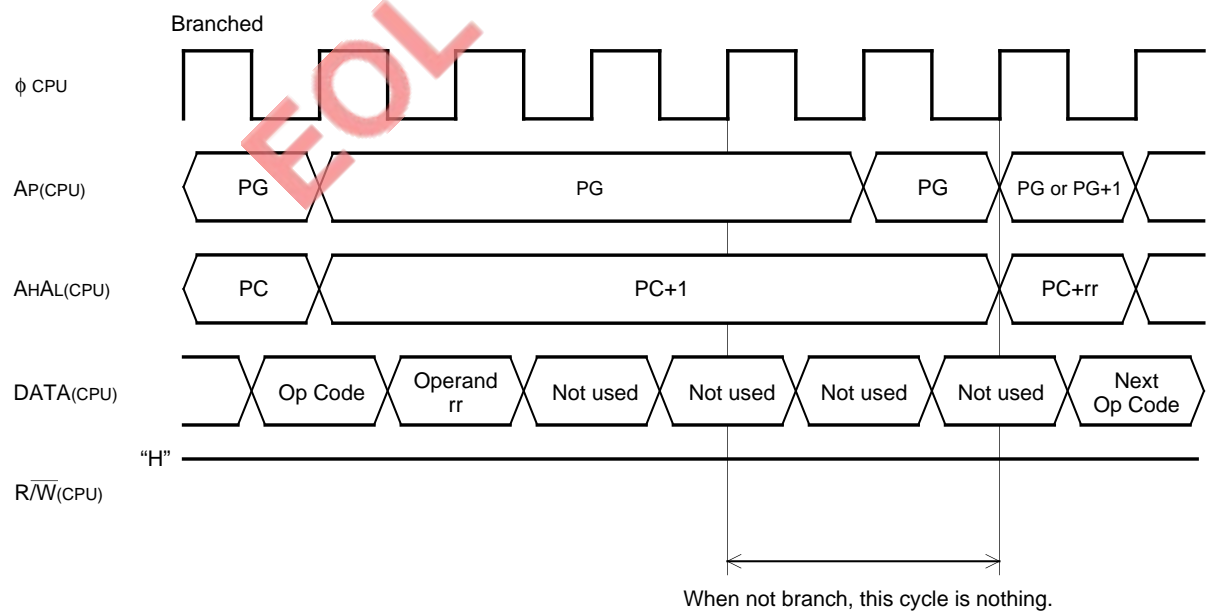 Branched
EOL
ϕ CPU
AP(CPU) PG PG PG PG or PG+1
AHAL(CPU) PC PC+1 PC+rr
DATA(CPU) Op Code Operand rr Not used Not used Not used Not used Next Op Code
“H”
R/W(CPU)
When not branch, this cycle is nothing.